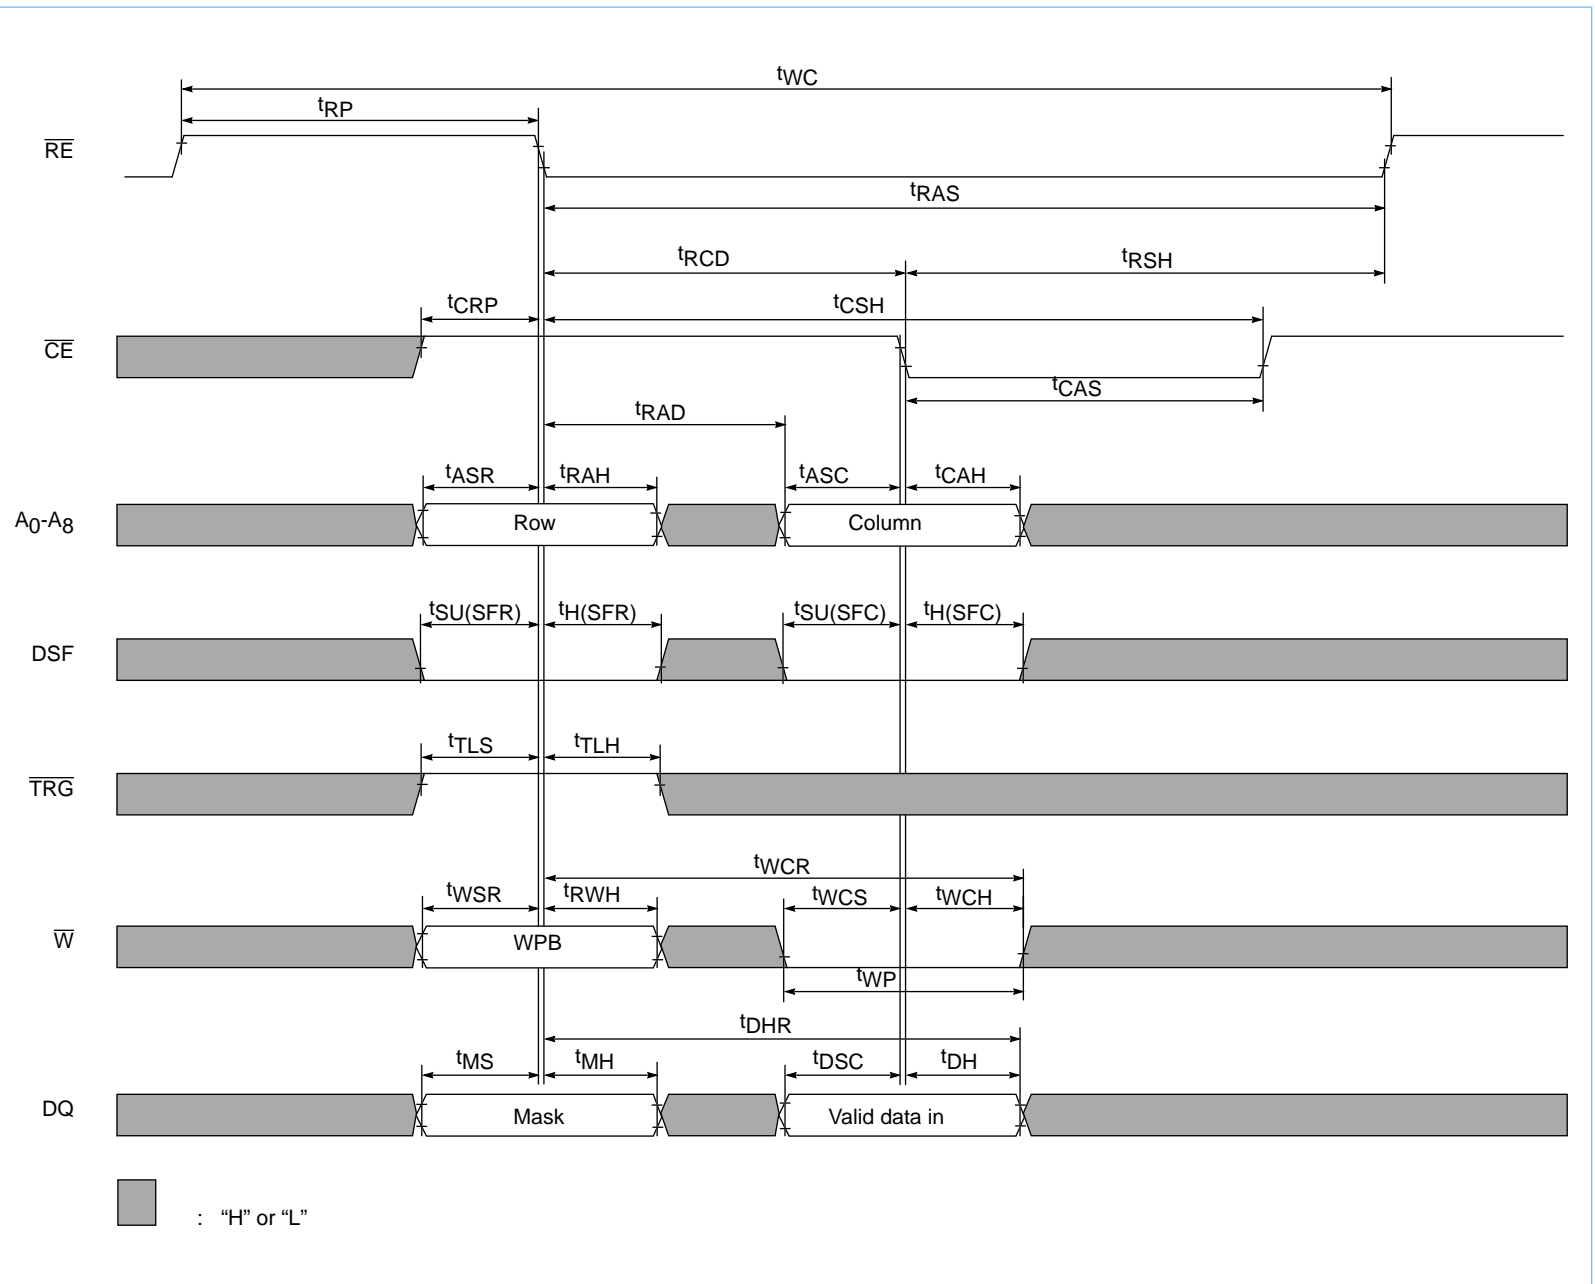 tWC
tRP
RE
tRAS
tRCD
tRSH
tCRP
tCSH
CE
tCAS
tRAD
tASR
tRAH
tASC
tCAH
A0-A8
Row
Column
tSU(SFR)
tH(SFR)
tSU(SFC)
tH(SFC)
DSF
tTLS
tTLH
TRG
tWCR
tWSR
tRWH
tWCS
tWCH
W
WPB
tWP
tDHR
tMS
tMH
tDSC
tDH
DQ
Mask
Valid data in
: “H” or “L”